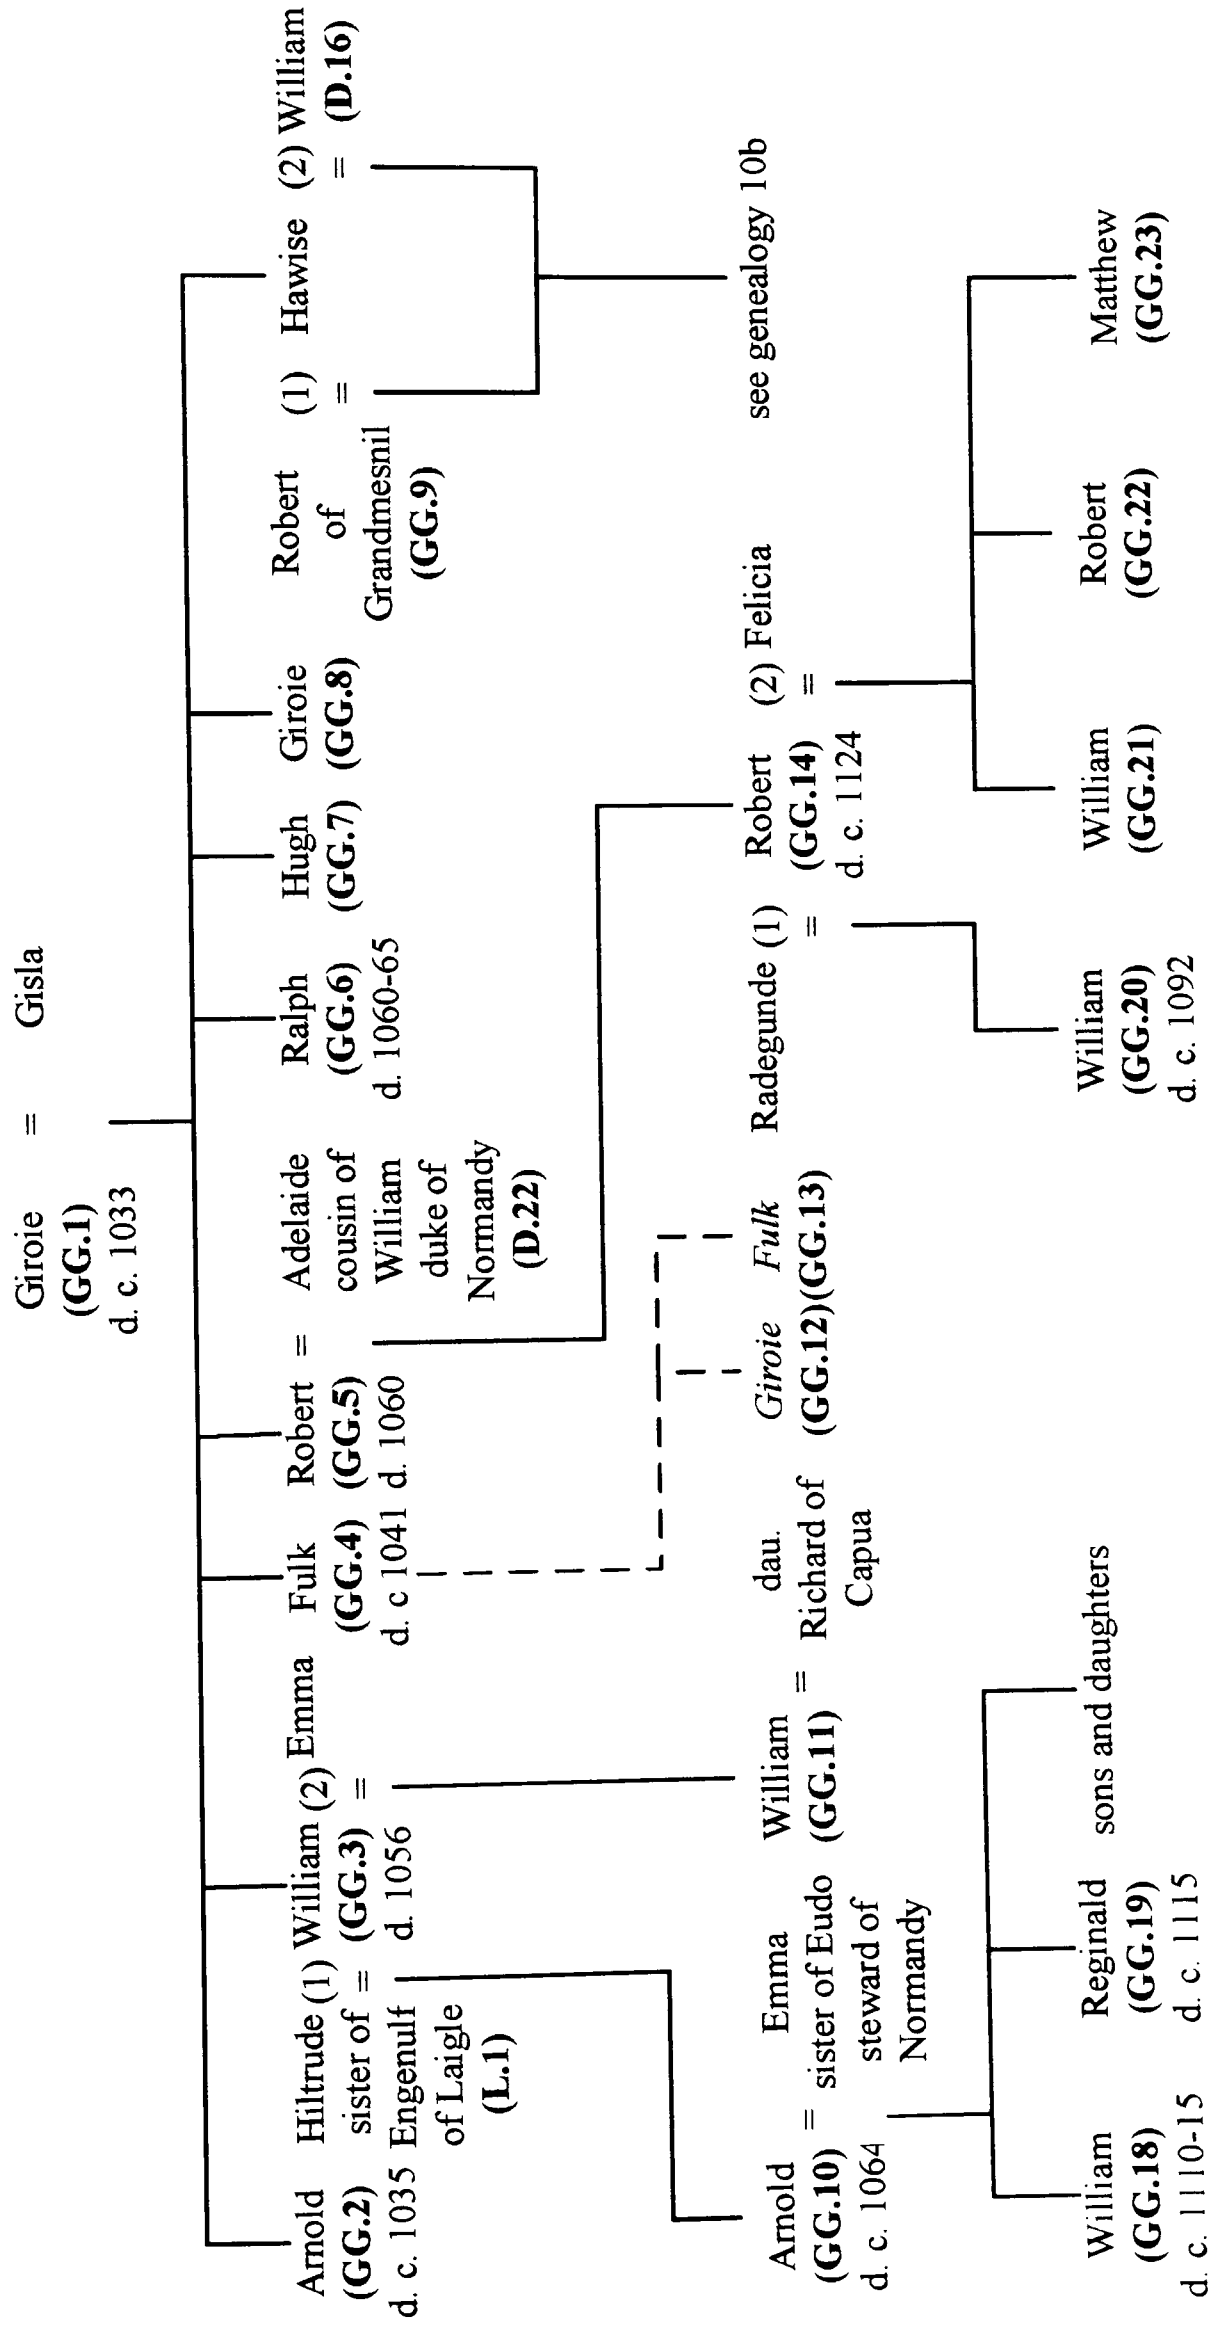 Giroie = Gisla
(GG.1)
d. c. 1033
Arnold
(GG.2)
d. c. 1035
Hiltrude (1)
sister of =
Engenulf
of Laigle
(L.1)
William (2)
(GG.3) =
d. 1056
Emma
Fulk
(GG.4)
d. c 1041
Robert =
(GG.5)
d. 1060
Adelaide
cousin of
William
duke of
Normandy
(D.22)
Ralph
(GG.6)
d. 1060-65
Hugh
(GG.7)
Giroie
(GG.8)
Robert
of
Grandmesnil
(GG.9)
(1) Hawise (2) William
= = (D.16)
Arnold =
(GG.10)
d. c. 1064
Emma
sister of Eudo
steward of
Normandy
William =
(GG.11)
dau.
Richard of
Capua
Giroie Fulk
(GG.12)(GG.13)
Radegunde (1)
=
Robert
(GG.14)
d. c. 1124
(2) Felicia
=
see genealogy 10b
William
(GG.18)
d. c. 1110-15
Reginald
(GG.19)
d. c. 1115
sons and daughters
William
(GG.20)
d. c. 1092
William
(GG.21)
Robert
(GG.22)
Matthew
(GG.23)